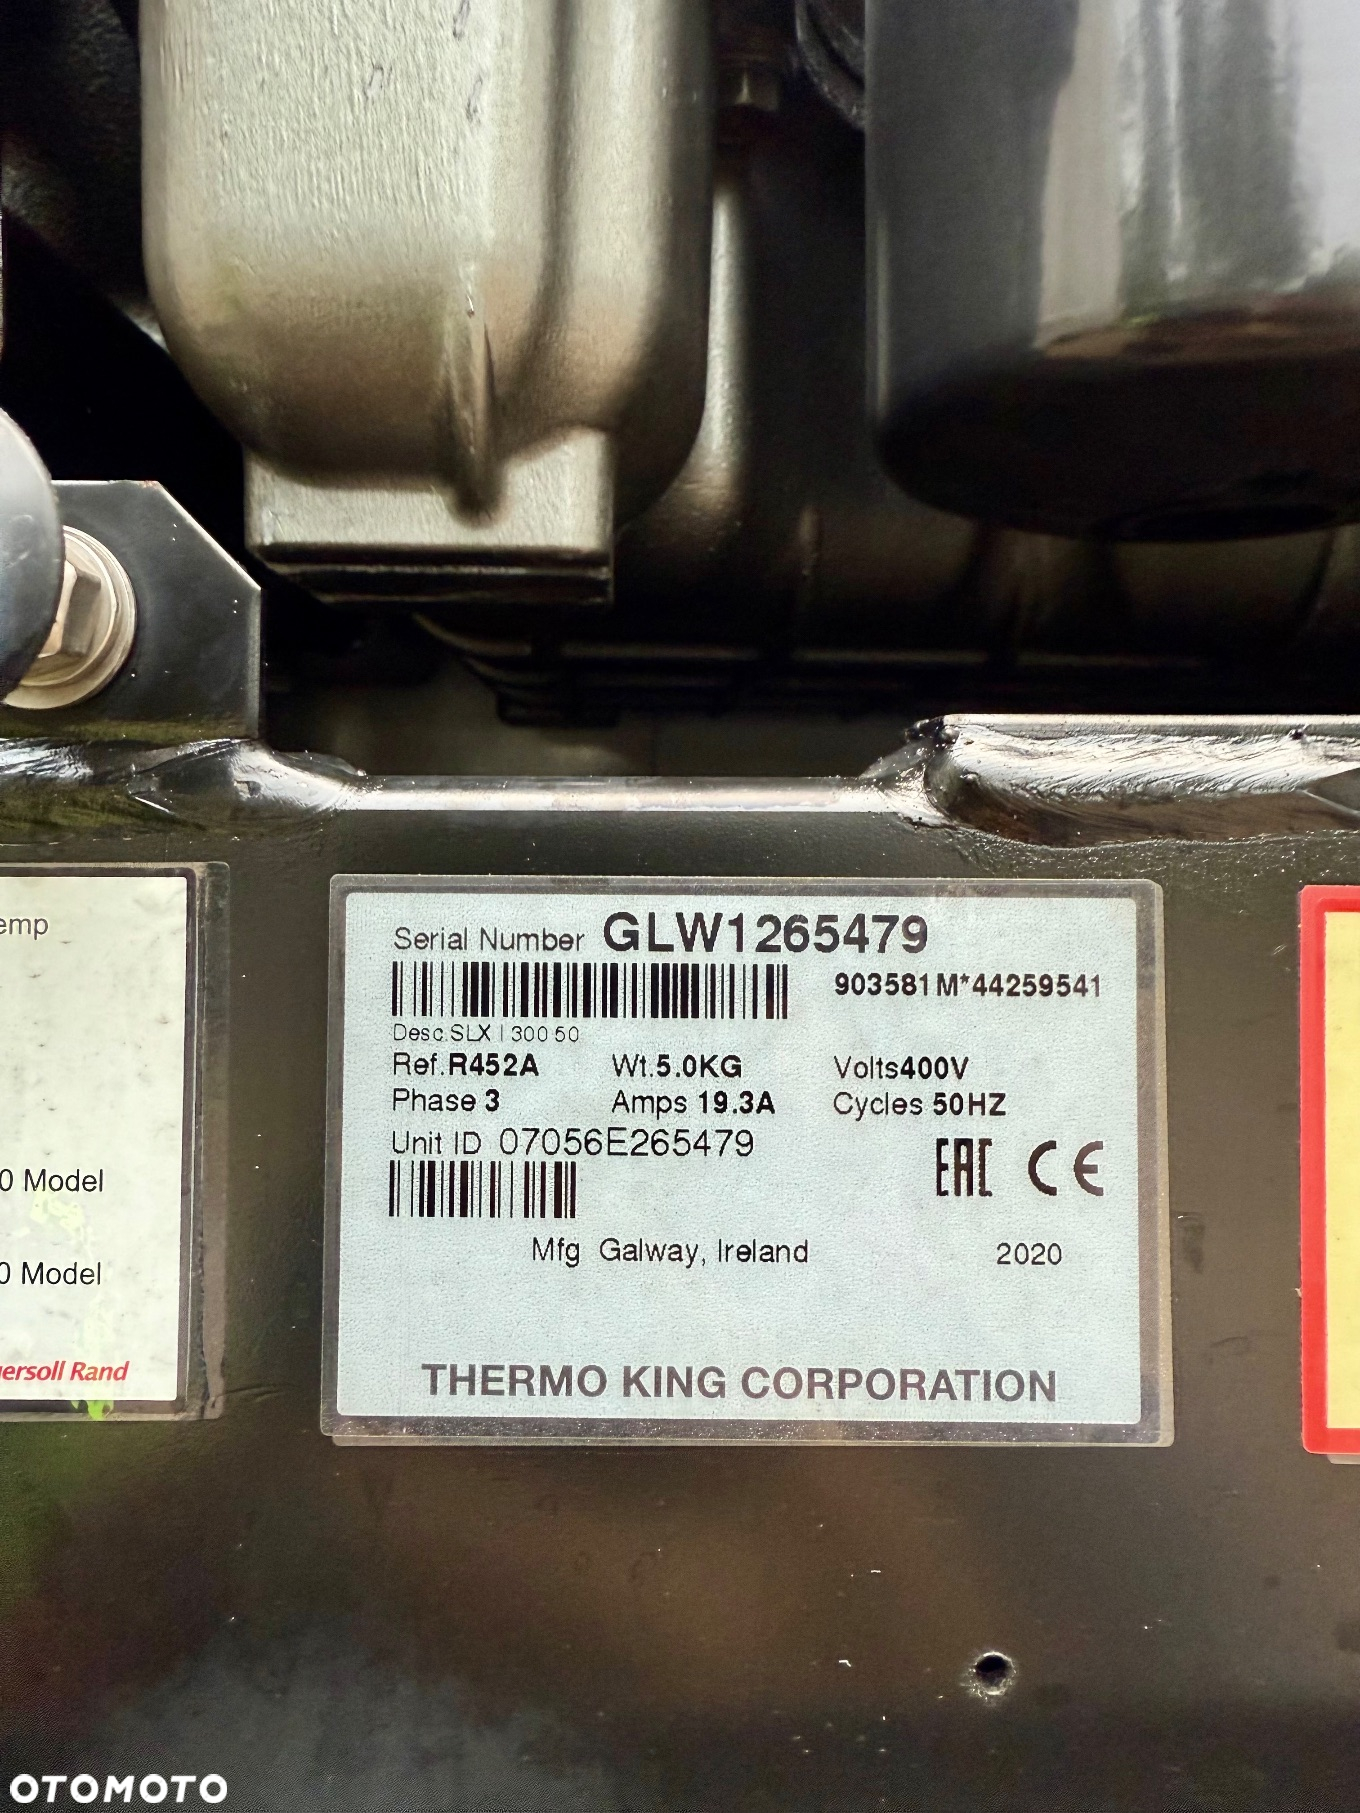 emp
0 Model
0 Model
ersoll Rand
Serial Number GLW1265479
903581M*44259541
Desc.SLX I 300 50
Ref.R452A Wt.5.0KG Volts400V
Phase 3 Amps 19.3A Cycles 50HZ
Unit ID 07056E265479
EAC CE
Mfg Galway, Ireland 2020
THERMO KING CORPORATION
OTOMOTO